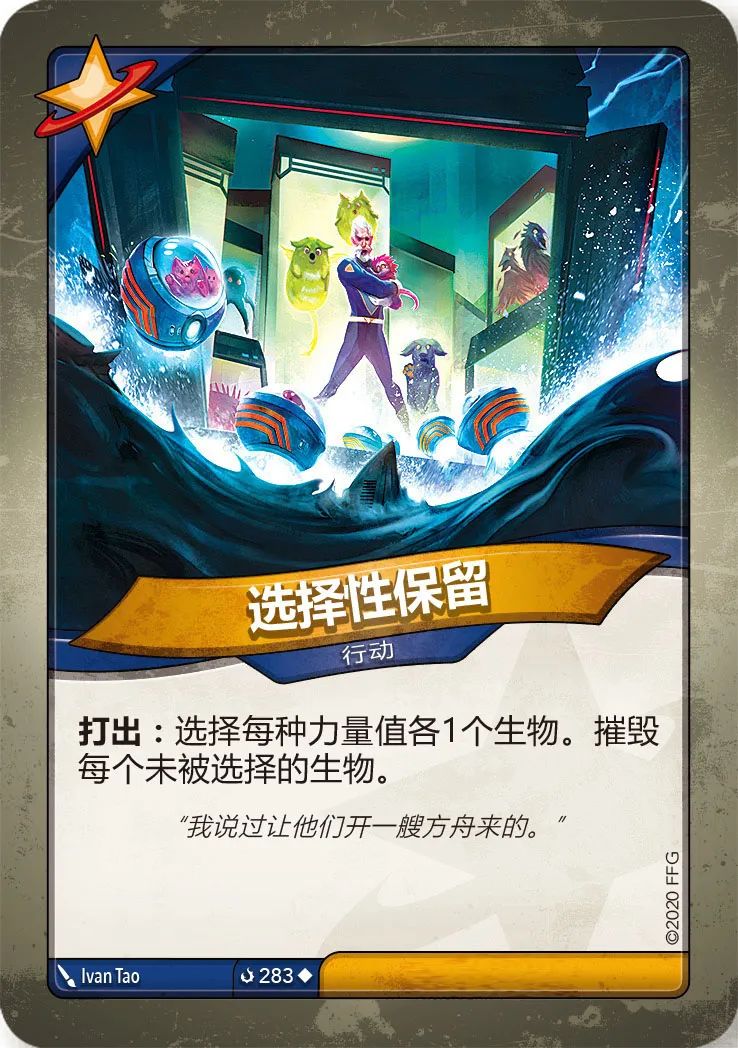 选择性保留
行动
打出：选择每种力量值各1个生物。摧毁
每个未被选择的生物。
“我说过让他们开一艘方舟来的。”
©2020 FFG
Ivan Tao
283